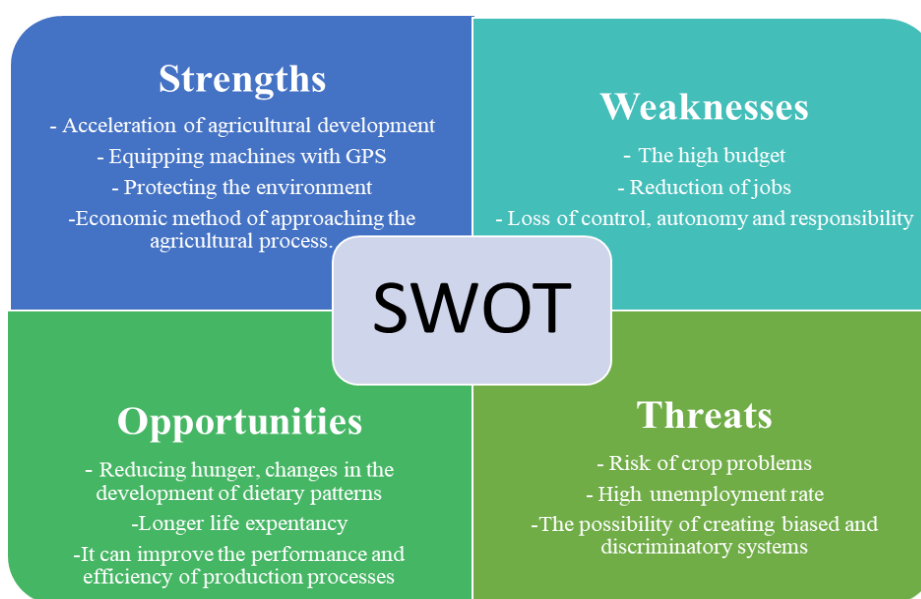 Strengths
- Acceleration of agricultural development
- Equipping machines with GPS
- Protecting the environment
-Economic method of approaching the
agricultural process.
Weaknesses
- The high budget
- Reduction of jobs
- Loss of control, autonomy and responsibility
SWOT
Opportunities
- Reducing hunger, changes in the
development of dietary patterns
-Longer life expentancy
-It can improve the performance and
efficiency of production processes
Threats
- Risk of crop problems
- High unemployment rate
-The possibility of creating biased and
discriminatory systems